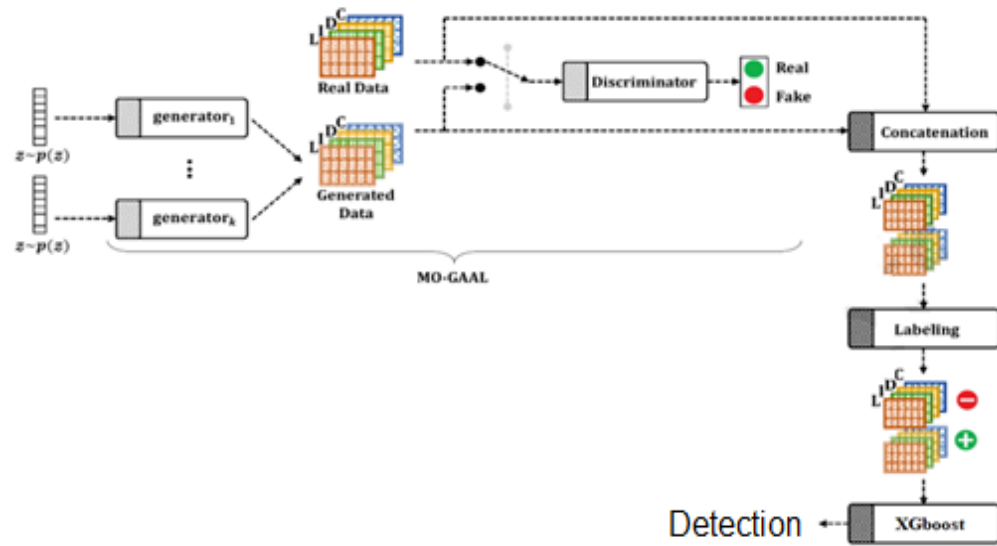 L I D C
Real Data
Discriminator
Real
Fake
generator₁
z~p(z)
⋮
L I D C
Generated
Data
Concatenation
generatorₖ
z~p(z)
L I D C
MO-GAAL
Labeling
L I D C
Detection
XGboost